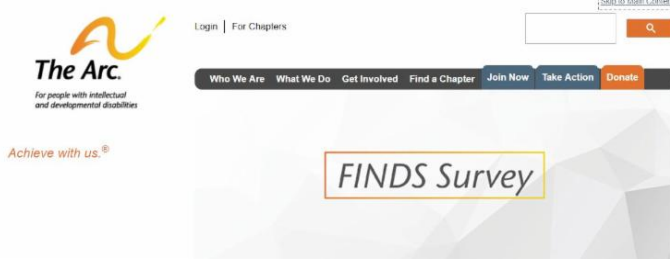 Skip to Main Content
Login | For Chapters
The Arc.
For people with intellectual
and developmental disabilities
Who We Are What We Do Get Involved Find a Chapter Join Now Take Action Donate
Achieve with us.®
FINDS Survey